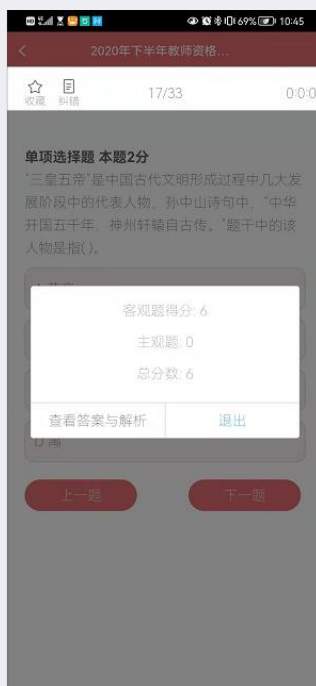 69% 10:45
2020年下半年教师资格...
收藏 纠错 17/33 0:0:0
单项选择题 本题2分
“三皇五帝”是中国古代文明形成过程中几大发
展阶段中的代表人物，孙中山诗句中，“中华
开国五千年，神州轩辕自古传。”题干中的该
人物是指( )。
客观题得分: 6
主观题: 0
总分数: 6
查看答案与解析 退出
上一题 下一题